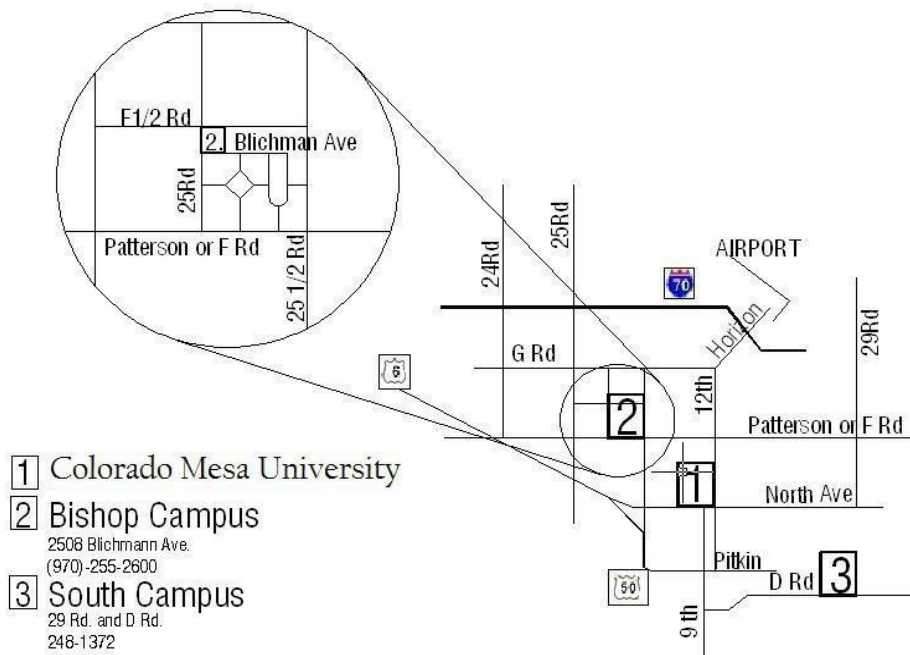 F1/2 Rd
2. Blichman Ave
25Rd
Patterson or F Rd
25 1/2 Rd
24Rd
25Rd
AIRPORT
70
Horizon
29Rd
G Rd
6
12th
2
Patterson or F Rd
1
North Ave
Pitkin
50
D Rd
3
9 th
1 Colorado Mesa University
2 Bishop Campus
2508 Blichmann Ave.
(970)-255-2600
3 South Campus
29 Rd. and D Rd.
248-1372